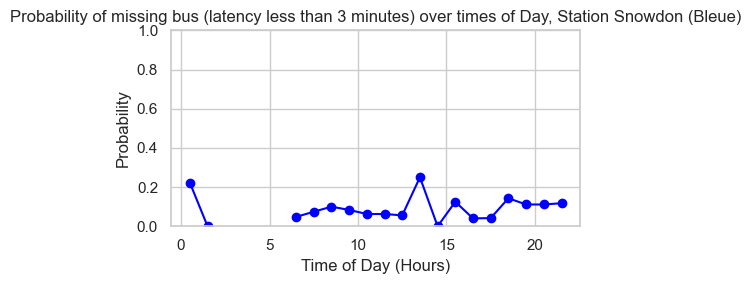 Probability of missing bus (latency less than 3 minutes) over times of Day, Station Snowdon (Bleue)
1.0
0.8
0.6
0.4
0.2
0.0
Probability
0 5 10 15 20
Time of Day (Hours)